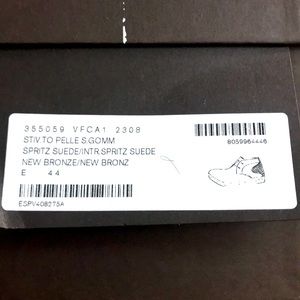 355059 VFCA1 2308
STIV.TO PELLE S.GOMM
SPRITZ SUEDE/INTR.SPRITZ SUEDE
NEW BRONZE/NEW BRONZ
E 44
8059964446
ESPV408275A